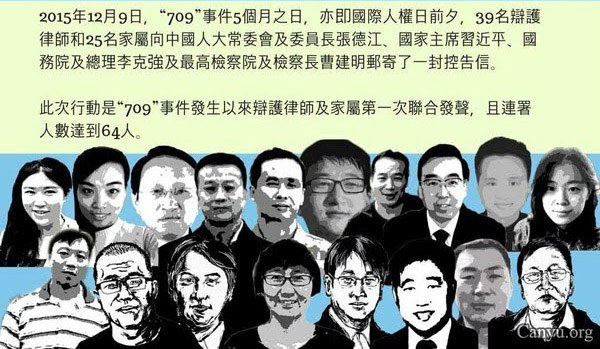 2015年12月9日，“709”事件5個月之日，亦即國際人權日前夕，39名辯護
律師和25名家屬向中國人大常委會及委員長張德江、國家主席習近平、國
務院及總理李克強及最高檢察院及檢察長曹建明郵寄了一封控告信。
此次行動是“709”事件發生以來辯護律師及家屬第一次聯合發聲，且連署
人數達到64人。
Canyu.org